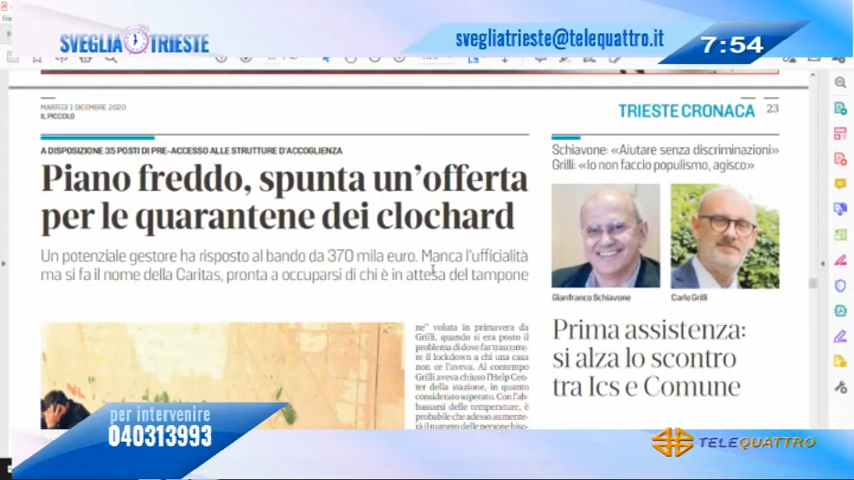 SVEGLIA TRIESTE
svegliatrieste@telequattro.it
7:54
MARTEDÌ 1 DICEMBRE 2020
IL PICCOLO
TRIESTE CRONACA 23
A DISPOSIZIONE 35 POSTI DI PRE-ACCESSO ALLE STRUTTURE D'ACCOGLIENZA
Piano freddo, spunta un'offerta
per le quarantene dei clochard
Un potenziale gestore ha risposto al bando da 370 mila euro. Manca l'ufficialità
ma si fa il nome della Caritas, pronta a occuparsi di chi è in attesa del tampone
ne" voluta in primavera da
Grilli, quando si era posto il
problema di dove far trascorre-
re il lockdown a chi una casa
non ce l'aveva. Al contempo
Grilli aveva chiuso l'Help Cen-
ter della stazione, in quanto
considerato superato. Con l'ab-
bassarsi delle temperature, è
probabile che adesso aumente-
rà il numero delle persone biso-
Schiavone: «Aiutare senza discriminazioni»
Grilli: «Io non faccio populismo, agisco»
Gianfranco Schiavone
Carlo Grilli
Prima assistenza:
si alza lo scontro
tra Ics e Comune
per intervenire
040313993
TELEQUATTRO